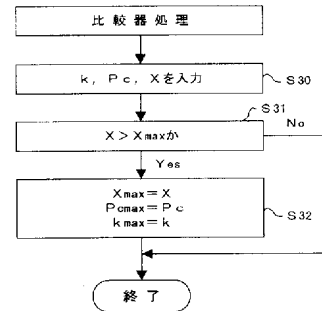 比較器処理
k, Pc, Xを入力
S30
S31
X>Xmaxか
No
Yes
Xmax=X
Pcmax=Pc
kmax=k
S32
終了